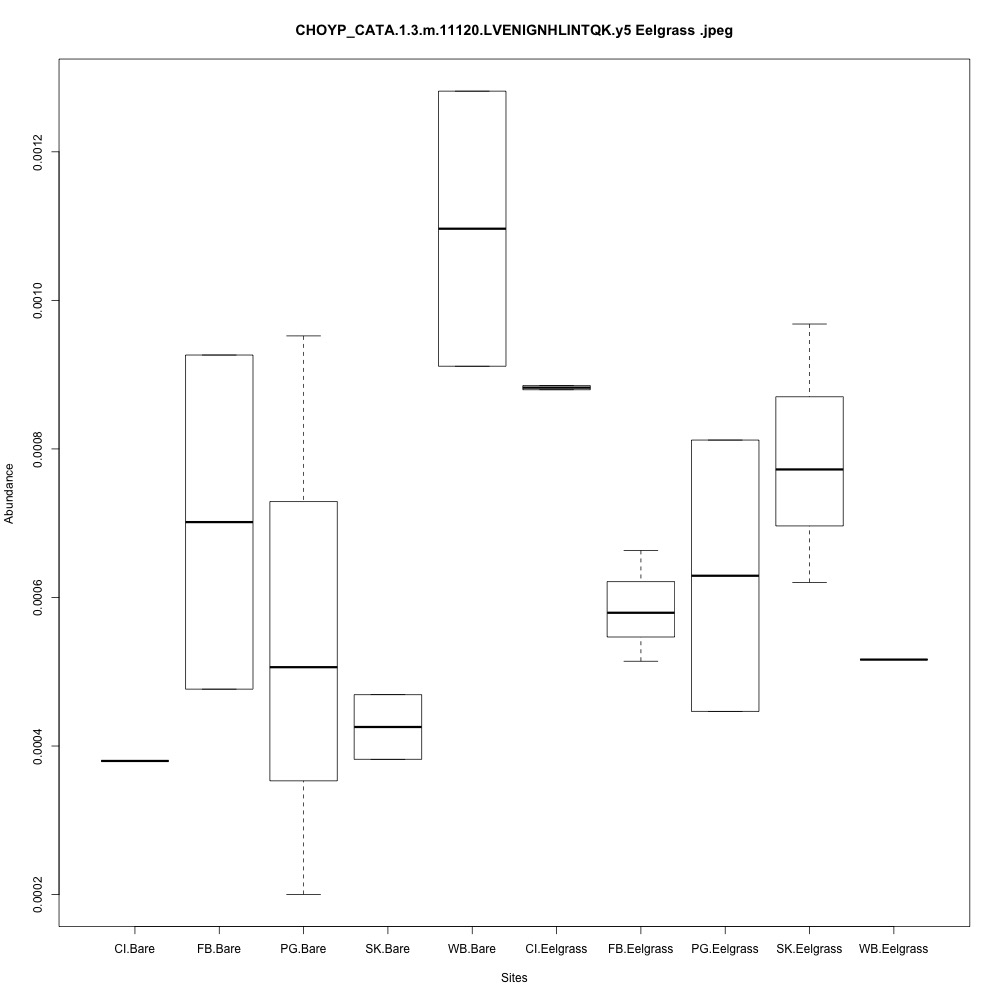 CHOYP_CATA.1.3.m.11120.LVENIGNHLINTQK.y5 Eelgrass .jpeg
Abundance
0.0012
0.0010
0.0008
0.0006
0.0004
0.0002
CI.Bare FB.Bare PG.Bare SK.Bare WB.Bare CI.Eelgrass FB.Eelgrass PG.Eelgrass SK.Eelgrass WB.Eelgrass
Sites